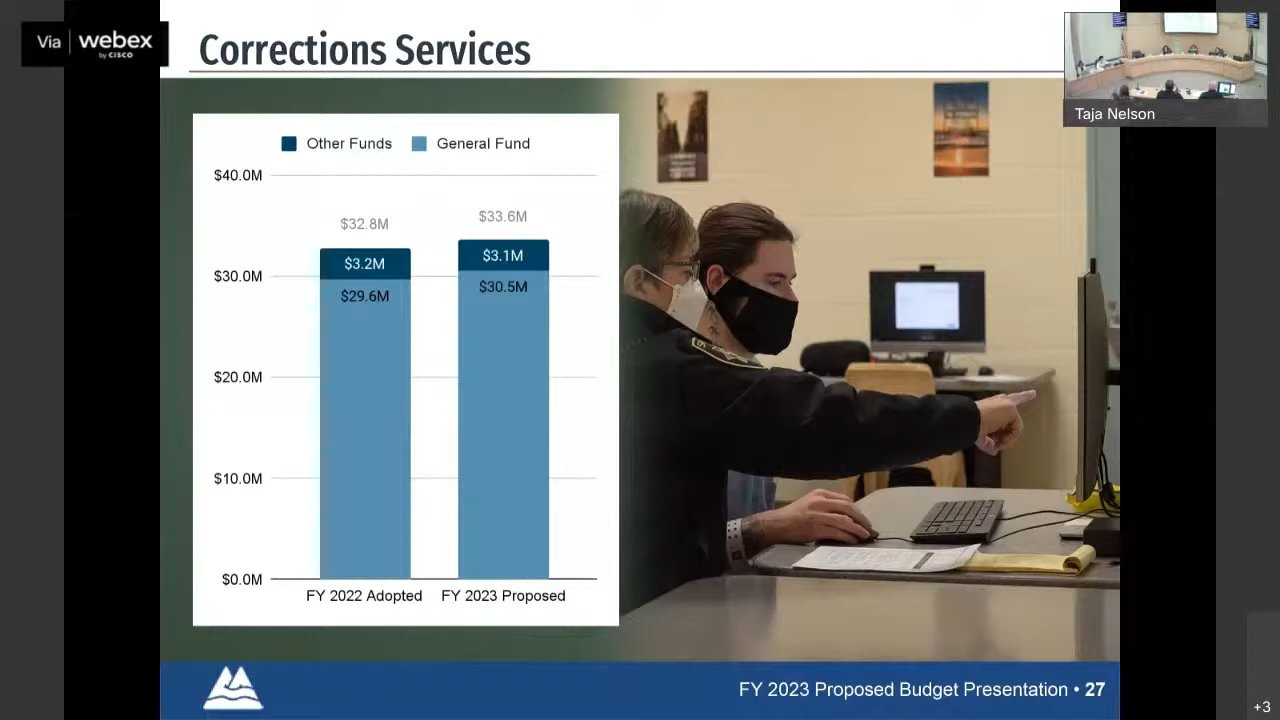 Via webex
by CISCO
Corrections Services
Taja Nelson
Other Funds General Fund
$40.0M
$32.8M $33.6M
$3.2M $3.1M
$30.0M
$29.6M $30.5M
$20.0M
$10.0M
$0.0M
FY 2022 Adopted FY 2023 Proposed
FY 2023 Proposed Budget Presentation • 27
+3